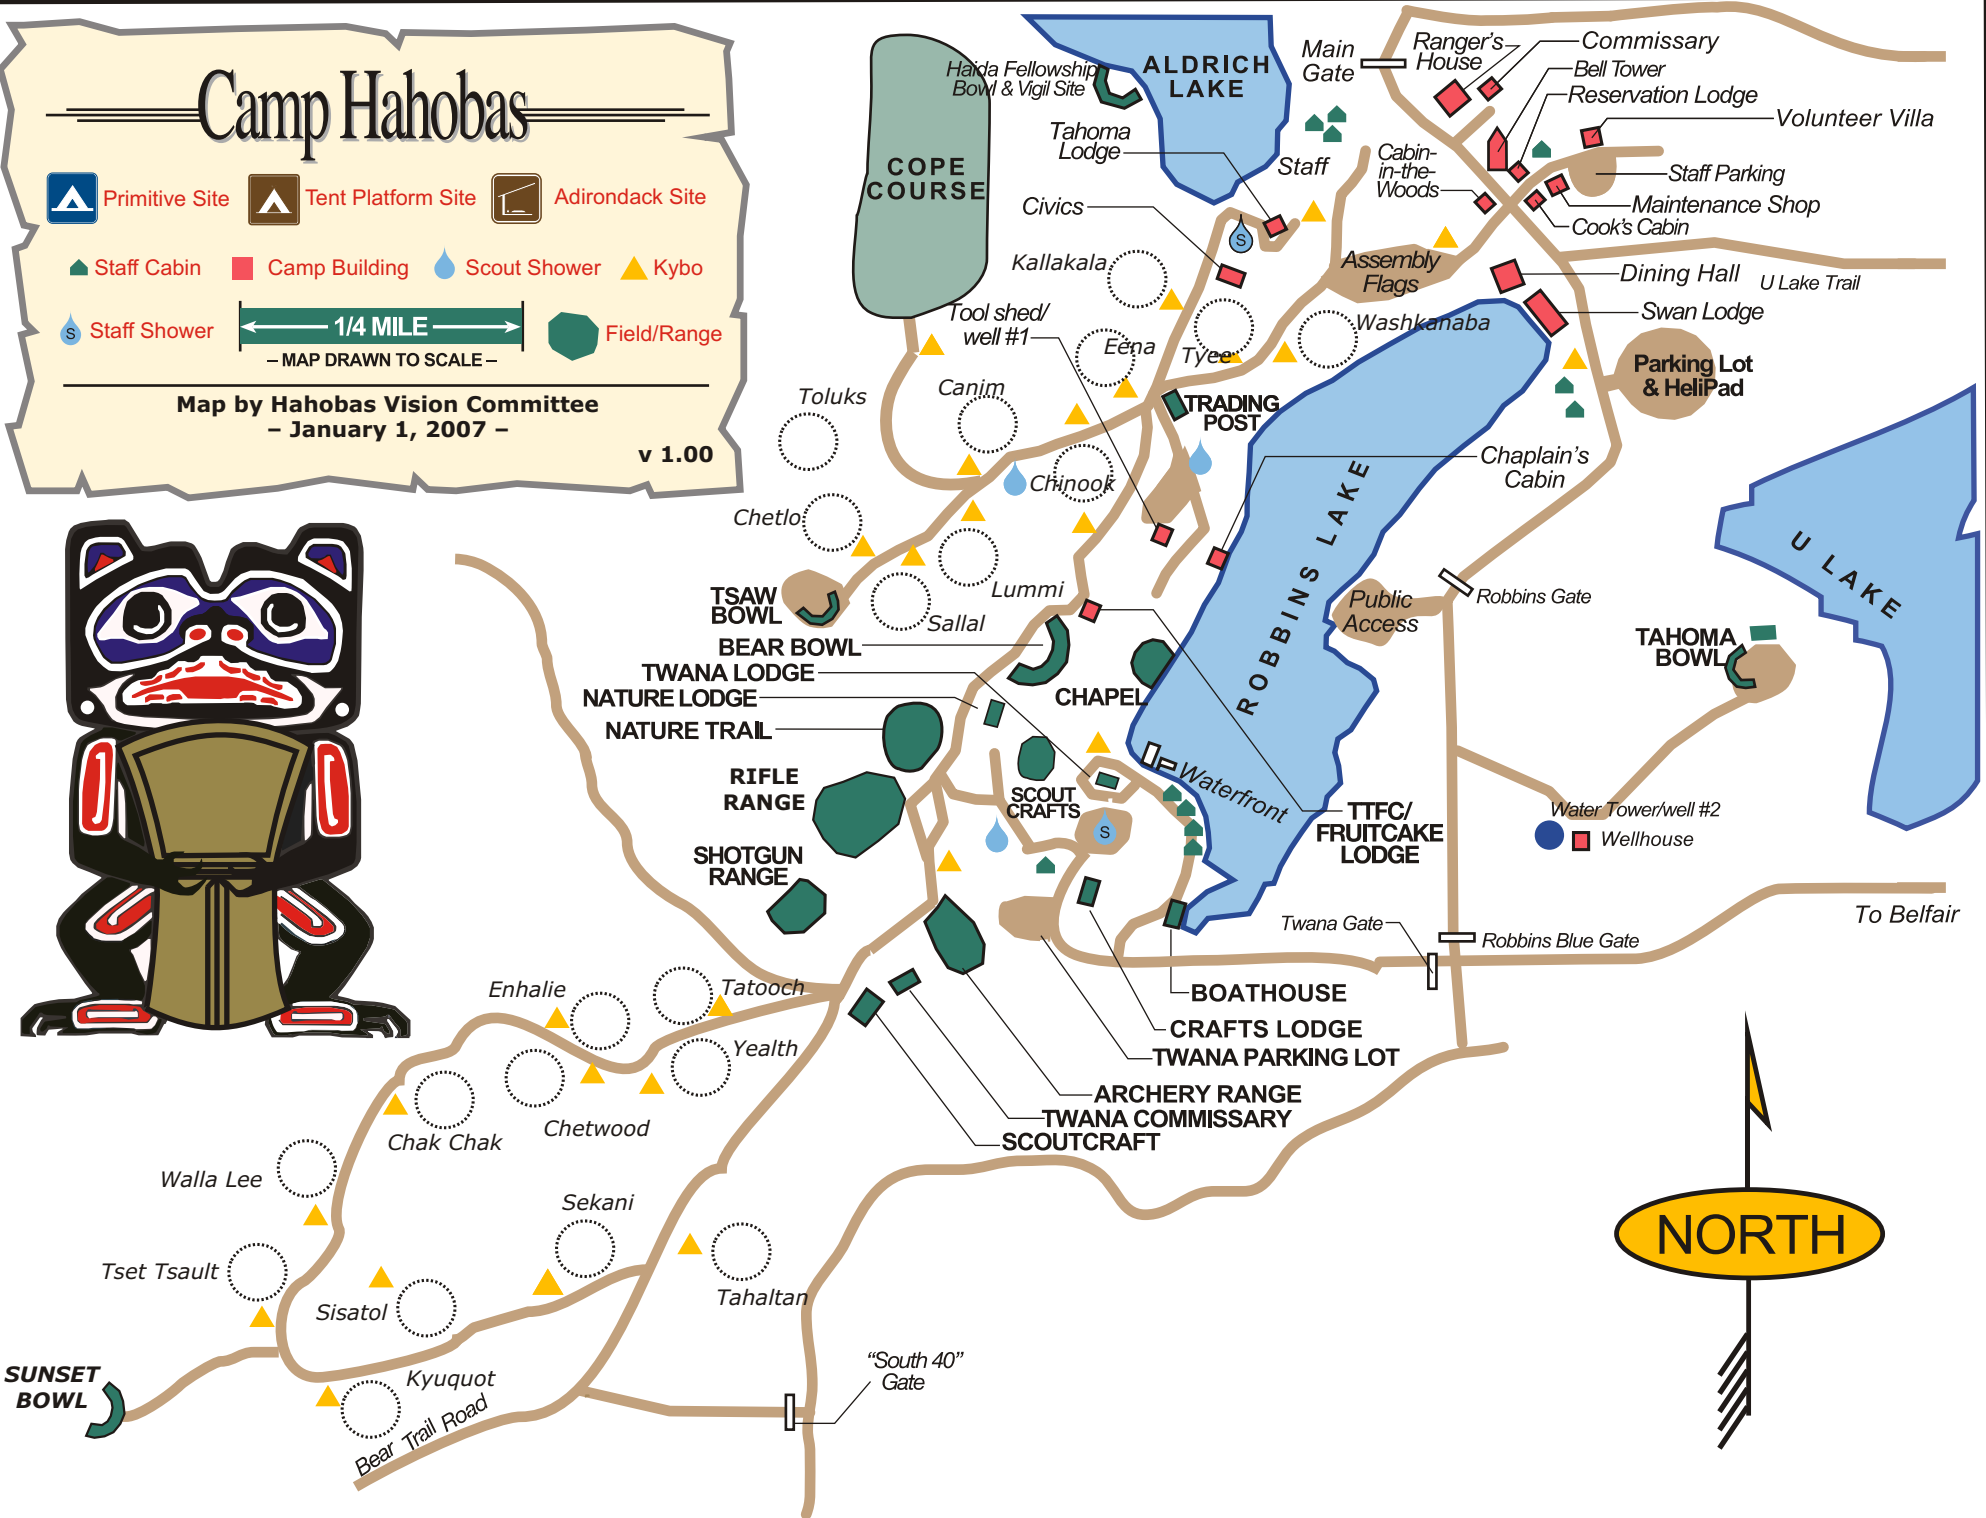 Camp Hahobas
Primitive Site
Tent Platform Site
Adirondack Site
Staff Cabin
Camp Building
Scout Shower
Kybo
S
Staff Shower
1/4 MILE
– MAP DRAWN TO SCALE –
Field/Range
Map by Hahobas Vision Committee
– January 1, 2007 –
v 1.00
COPE
COURSE
Haida Fellowship
Bowl & Vigil Site
ALDRICH
LAKE
Tahoma
Lodge
Civics
Kallakala
Tool shed/
well #1
S
Staff
Main
Gate
Ranger's
House
Commissary
Bell Tower
Reservation Lodge
Volunteer Villa
Cabin-
in-the-
Woods
Staff Parking
Maintenance Shop
Cook's Cabin
Assembly
Flags
Dining Hall
U Lake Trail
Swan Lodge
Washkanaba
Eena
Tyee
Parking Lot
& HeliPad
Toluks
Canim
TRADING
POST
Chinook
Chaplain's
Cabin
Chetlo
ROBBINS LAKE
U LAKE
Lummi
TSAW
BOWL
Sallal
Public
Access
Robbins Gate
TAHOMA
BOWL
BEAR BOWL
TWANA LODGE
NATURE LODGE
NATURE TRAIL
CHAPEL
RIFLE
RANGE
SCOUT
CRAFTS
Waterfront
S
TTFC/
FRUITCAKE
LODGE
Water Tower/well #2
Wellhouse
SHOTGUN
RANGE
Twana Gate
Robbins Blue Gate
To Belfair
Enhalie
Tatooch
BOATHOUSE
CRAFTS LODGE
TWANA PARKING LOT
Yealth
ARCHERY RANGE
TWANA COMMISSARY
SCOUTCRAFT
Chak Chak
Chetwood
Walla Lee
Sekani
Tset Tsault
Sisatol
Tahaltan
NORTH
SUNSET
BOWL
Kyuquot
Bear Trail Road
"South 40"
Gate